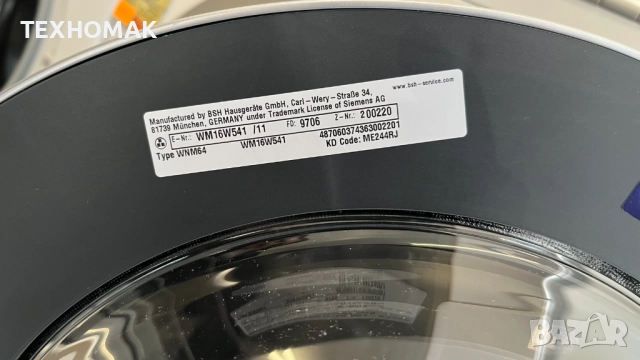 ТЕХНОМАР
Manufactured by BSH Hausgeräte GmbH, Carl-Wery-Straße 34,
81739 München, GERMANY under Trademark License of Siemens AG
www.bsh-service.com
E-Nr.: WM16W541 /11 FD: 9706 Z-Nr.: 200220
Type WNM64 WM16W541 487060374363002201
KD Code: ME244RJ
BAZAR